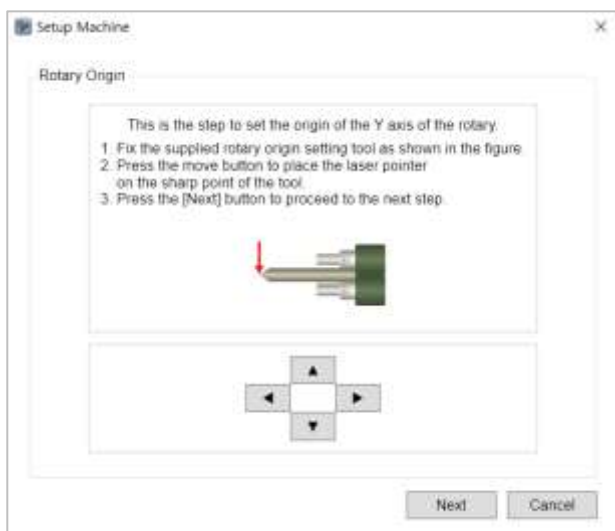 Setup Machine
Rotary Origin
This is the step to set the origin of the Y axis of the rotary.
1. Fix the supplied rotary origin setting tool as shown in the figure.
2. Press the move button to place the laser pointer
on the sharp point of the tool.
3. Press the [Next] button to proceed to the next step.
Next
Cancel